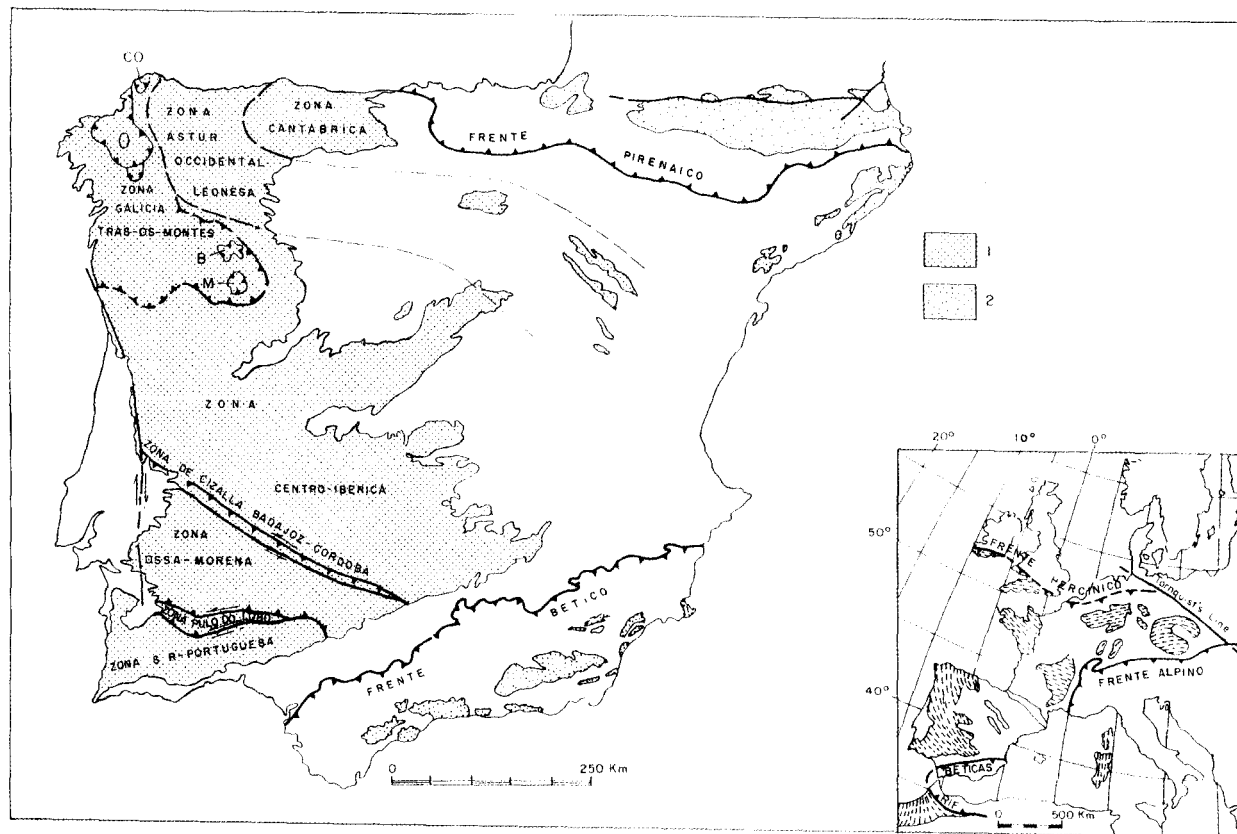 CO
ZONA
ASTUR
OCCIDENTAL
LEONESA
ZONA
CANTABRICA
FRENTE
PIRENAICO
O
ZONA
GALICIA
TRAS-OS-MONTES
B
M
1
2
ZONA
CENTRO-IBERICA
ZONA DE CIZALLA BADAJOZ-CORDOBA
ZONA
OSSA-MORENA
ZONA PULO DO LOBO
ZONA S R-PORTUGUESA
FRENTE
BETICO
0 250 Km
20° 10° 0°
50°
40°
FRENTE
HERCINICO
Tornquist's Line
FRENTE ALPINO
BETICAS
RIF
0 500 Km